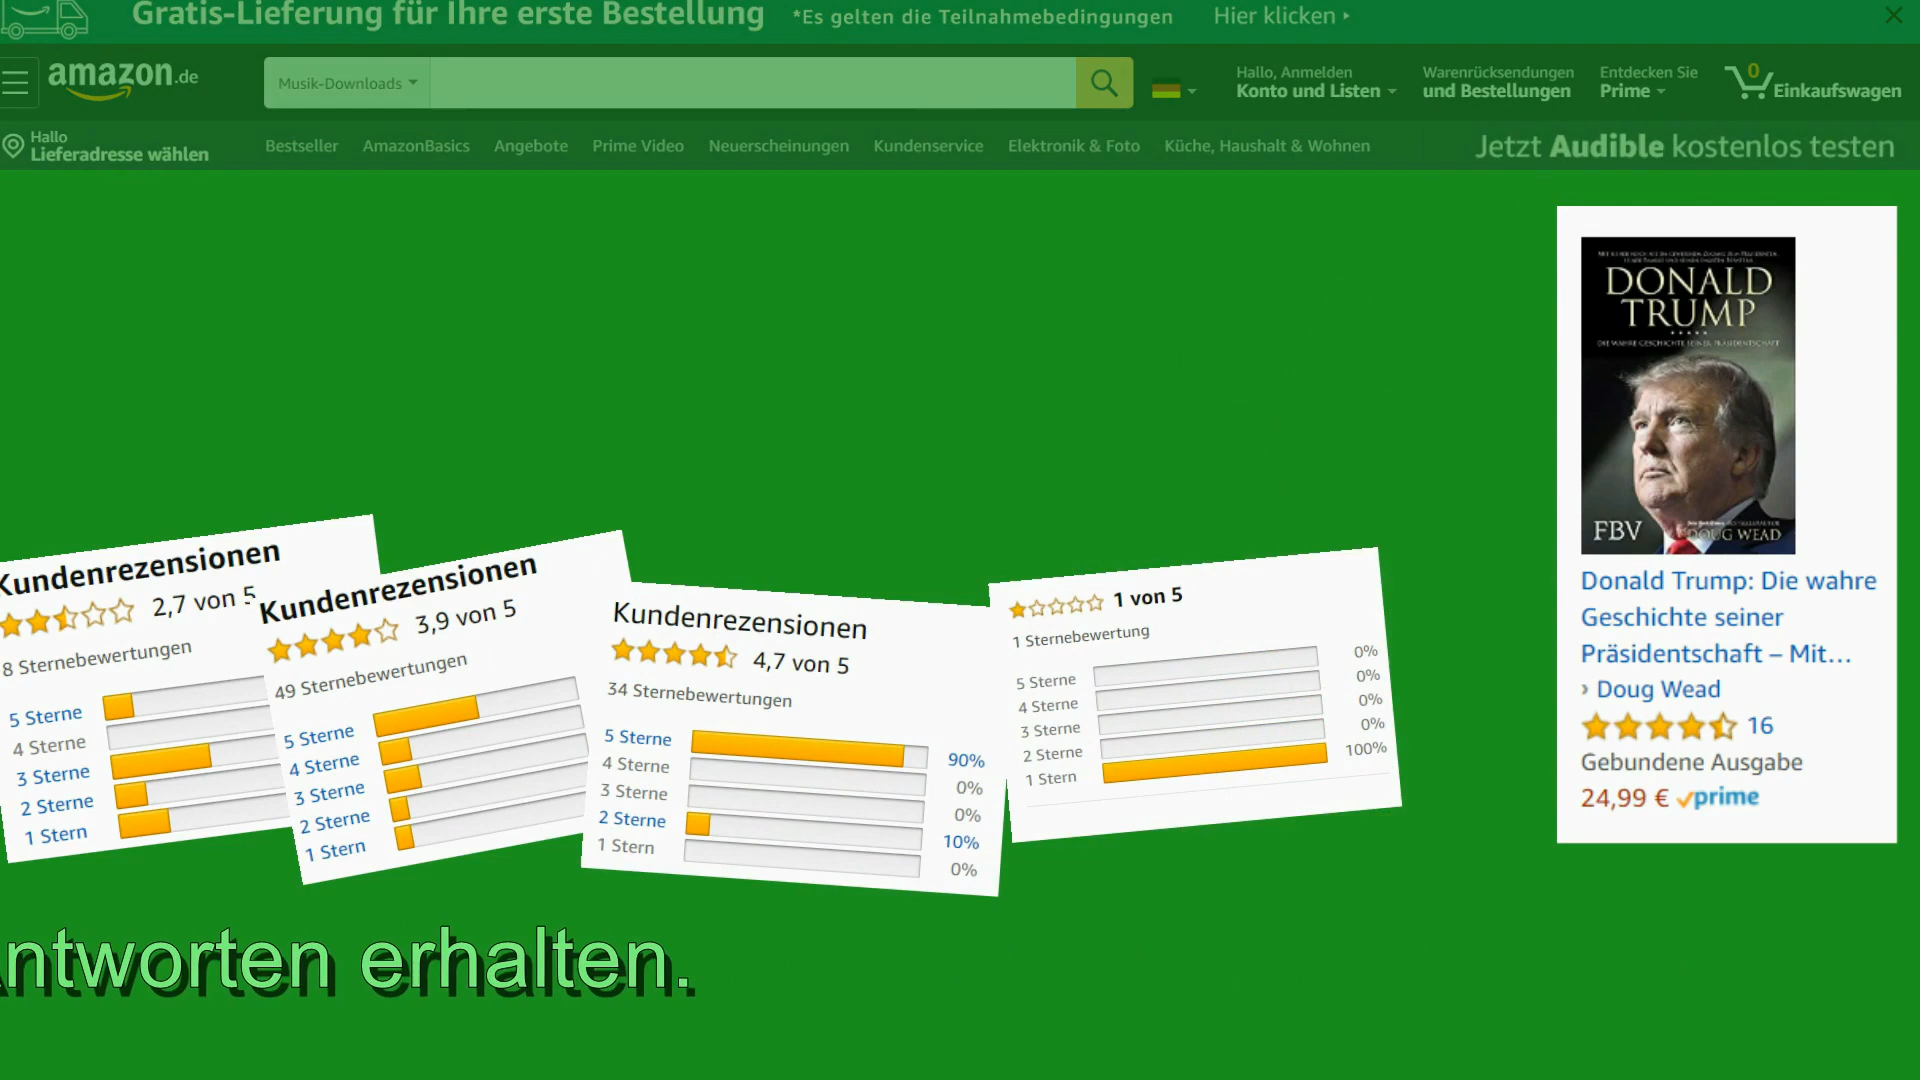 Gratis-Lieferung für Ihre erste Bestellung *Es gelten die Teilnahmebedingungen Hier klicken
amazon.de
Musik-Downloads
Hallo, Anmelden
Konto und Listen
Warenrücksendungen
und Bestellungen
Entdecken Sie
Prime
0
Einkaufswagen
Hallo
Lieferadresse wählen
Bestseller AmazonBasics Angebote Prime Video Neuerscheinungen Kundenservice Elektronik & Foto Küche, Haushalt & Wohnen
Jetzt Audible kostenlos testen
Kundenrezensionen
2,7 von 5
8 Sternebewertungen
5 Sterne
4 Sterne
3 Sterne
2 Sterne
1 Stern
Kundenrezensionen
3,9 von 5
49 Sternebewertungen
5 Sterne
4 Sterne
3 Sterne
2 Sterne
1 Stern
Kundenrezensionen
4,7 von 5
34 Sternebewertungen
5 Sterne 90%
4 Sterne 0%
3 Sterne 0%
2 Sterne 10%
1 Stern 0%
1 von 5
1 Sternebewertung
5 Sterne 0%
4 Sterne 0%
3 Sterne 0%
2 Sterne 0%
1 Stern 100%
DONALD
TRUMP
DIE WAHRE GESCHICHTE SEINER PRÄSIDENTSCHAFT
FBV
DOUG WEAD
Donald Trump: Die wahre
Geschichte seiner
Präsidentschaft – Mit…
› Doug Wead
16
Gebundene Ausgabe
24,99 € prime
ntworten erhalten.